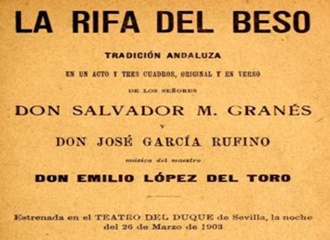 LA RIFA DEL BESO
TRADICIÓN ANDALUZA
EN UN ACTO Y TRES CUADROS, ORIGINAL Y EN VERSO
DE LOS SEÑORES
DON SALVADOR M. GRANÉS
Y
DON JOSÉ GARCÍA RUFINO
música del maestro
DON EMILIO LÓPEZ DEL TORO
Estrenada en el TEATRO DEL DUQUE de Sevilla, la noche
del 26 de Marzo de 1903